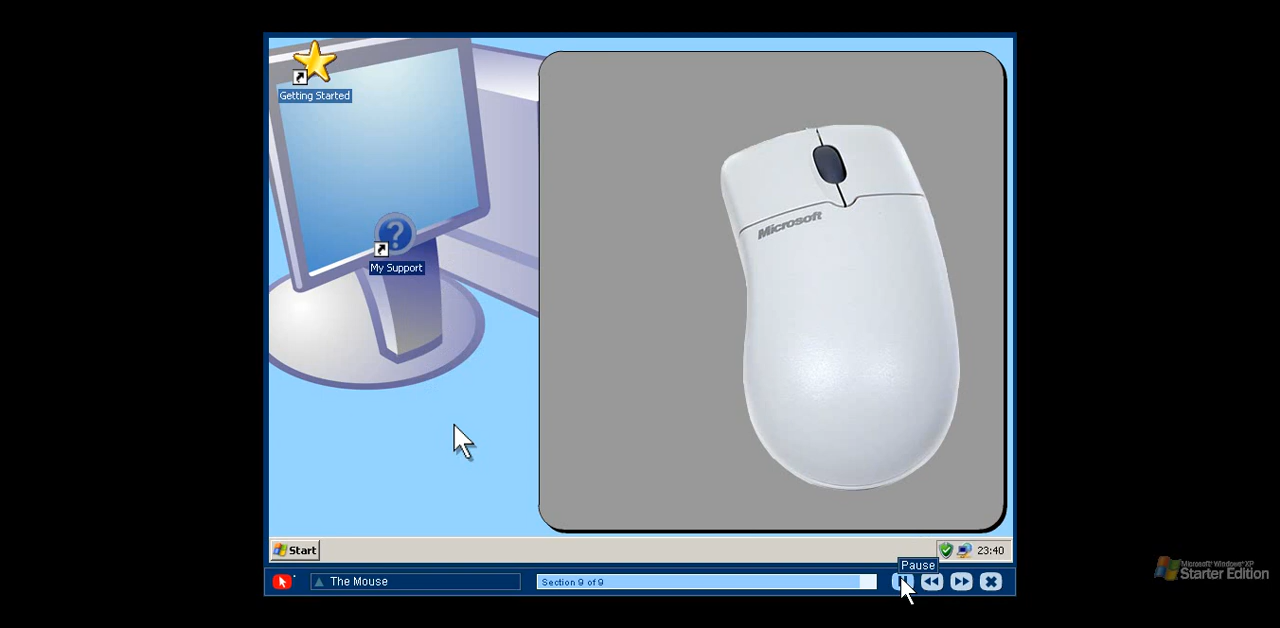 Getting Started
Microsoft
My Support
Start
23:40
Pause
The Mouse
Section 9 of 9
Microsoft® Windows® XP
Starter Edition